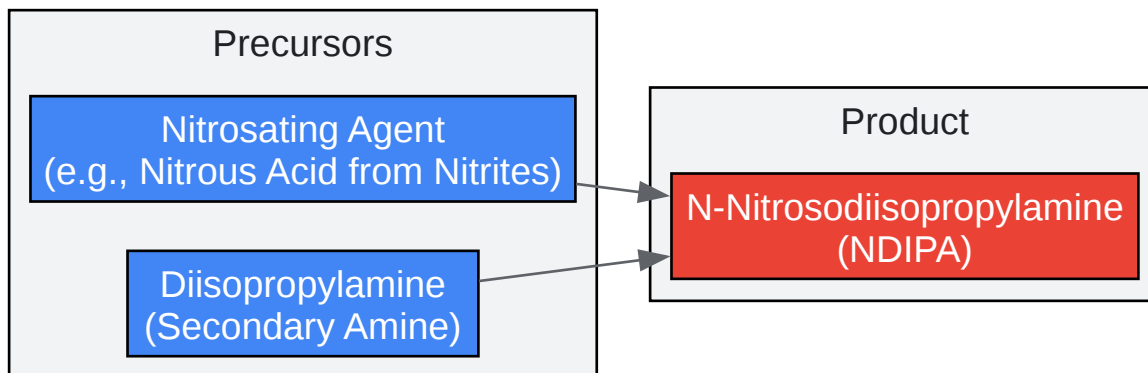 Precursors
Nitrosating Agent
(e.g., Nitrous Acid from Nitrites)
Diisopropylamine
(Secondary Amine)
Product
N-Nitrosodiisopropylamine
(NDIPA)